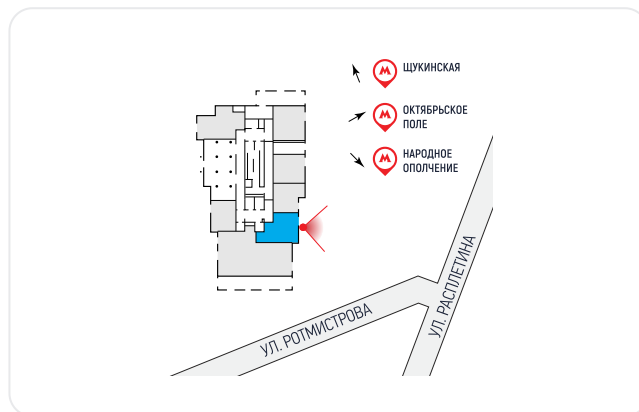 ЩУКИНСКАЯ
ОКТЯБРЬСКОЕ
ПОЛЕ
НАРОДНОЕ
ОПОЛЧЕНИЕ
УЛ. РОТМИСТРОВА
УЛ. РАСПЛЕТИНА